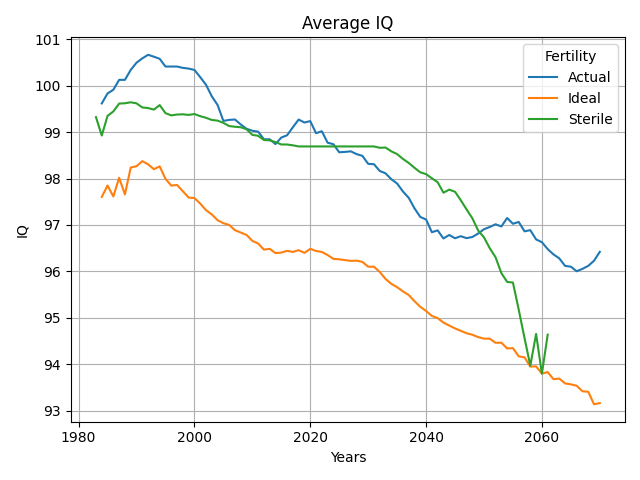 Average IQ
101
100
99
98
97
96
95
94
93
IQ
Fertility
Actual
Ideal
Sterile
1980
2000
2020
2040
2060
Years